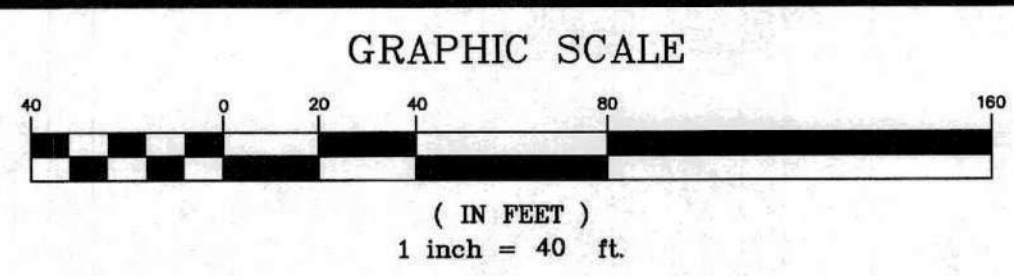 GRAPHIC SCALE
40 0 20 40 80 160
( IN FEET )
1 inch = 40 ft.